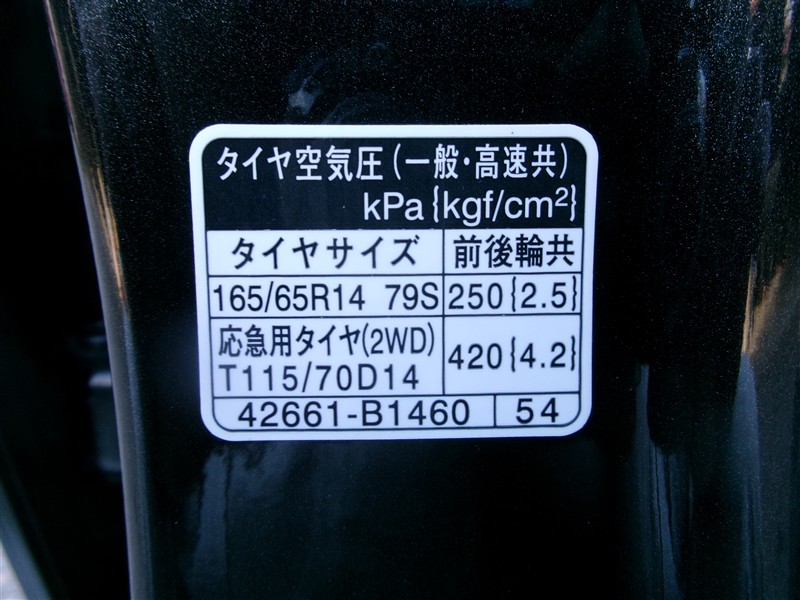 タイヤ空気圧(一般・高速共)
kPa{kgf/cm²}
タイヤサイズ 前後輪共
165/65R14 79S 250{2.5}
応急用タイヤ(2WD)
T115/70D14 420{4.2}
42661-B1460 54